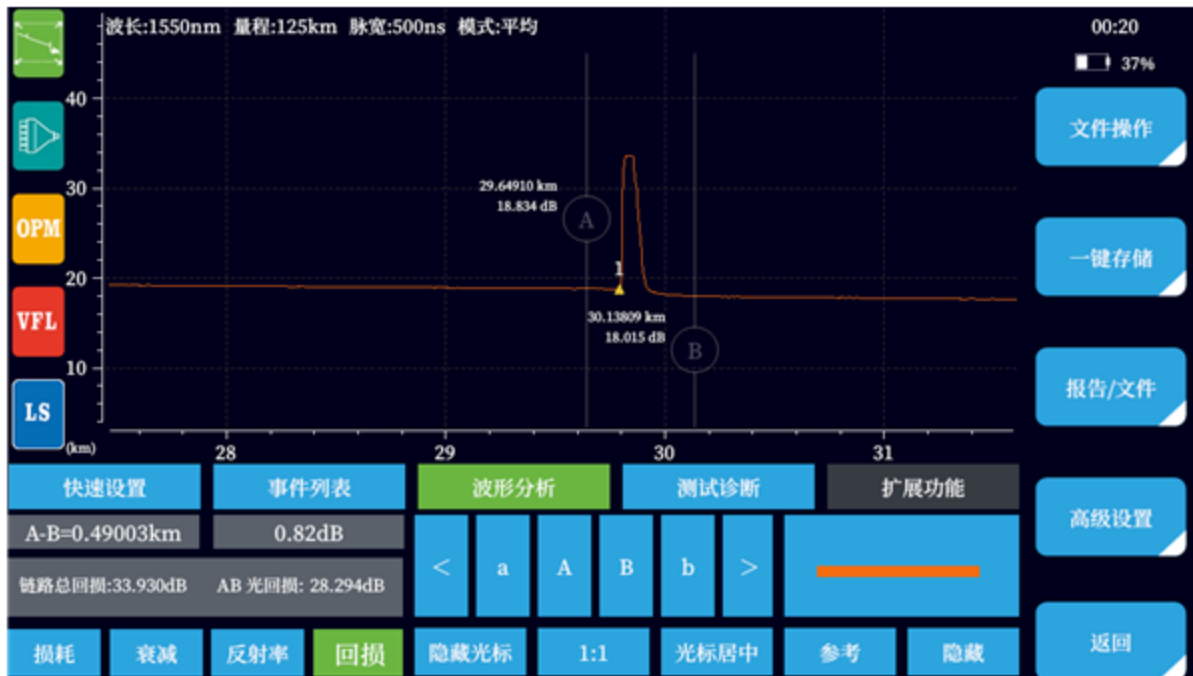 波长:1550nm 量程:125km 脉宽:500ns 模式:平均
00:20
37%
40
文件操作
30
29.64910 km
18.834 dB
A
OPM
一键存储
1
20
VFL
30.13809 km
18.015 dB
B
10
报告/文件
LS
(km)
28
29
30
31
快速设置
事件列表
波形分析
测试诊断
扩展功能
高级设置
A-B=0.49003km
0.82dB
<
a
A
B
b
>
链路总回损:33.930dB AB 光回损: 28.294dB
损耗
衰减
反射率
回损
隐藏光标
1:1
光标居中
参考
隐藏
返回